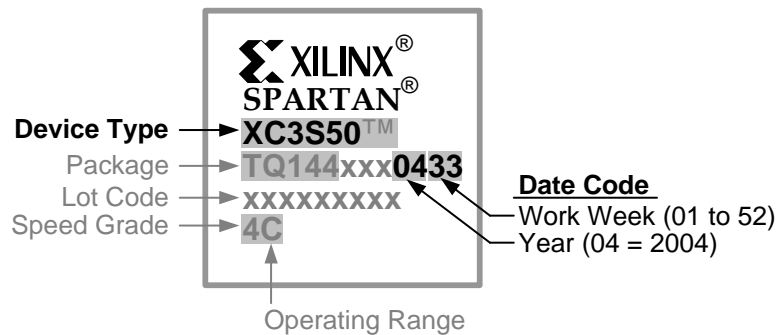 XILINX®
SPARTAN®
Device Type XC3S50™
Package TQ144xxx0433
Lot Code xxxxxxxxx
Speed Grade 4C
Operating Range
Date Code
Work Week (01 to 52)
Year (04 = 2004)